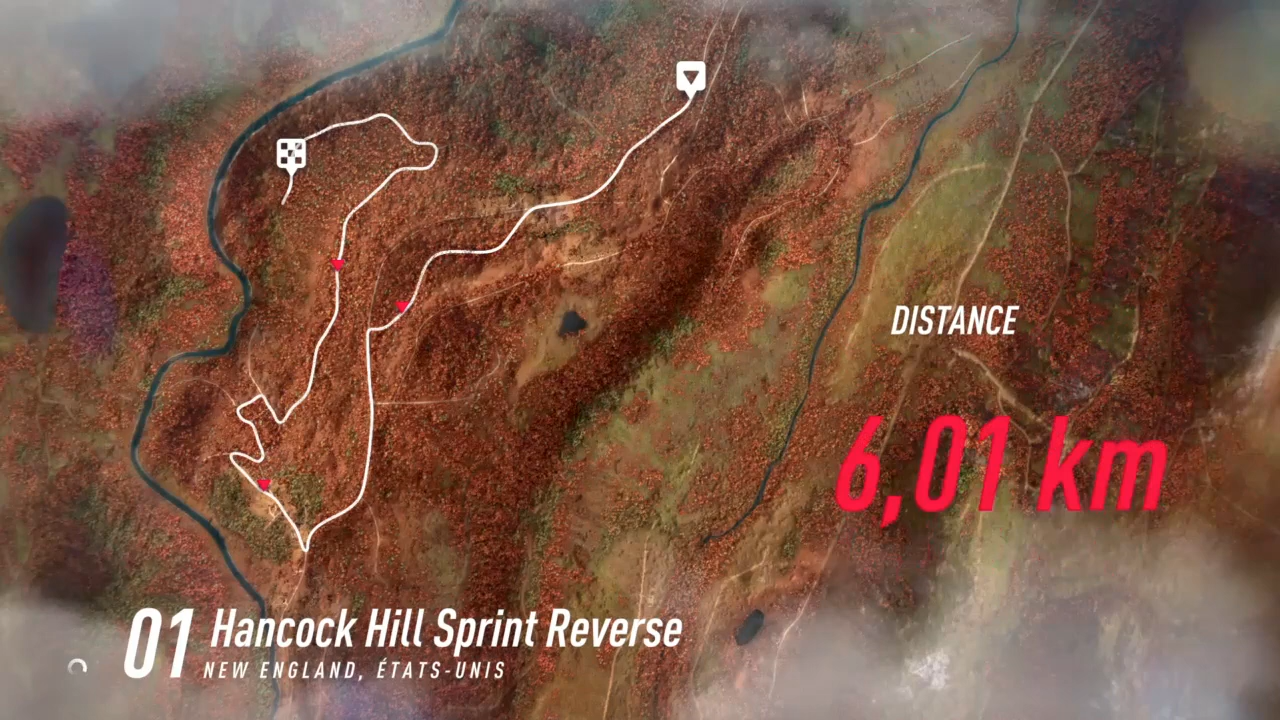 DISTANCE
6,01 km
01 Hancock Hill Sprint Reverse
NEW ENGLAND, ÉTATS-UNIS